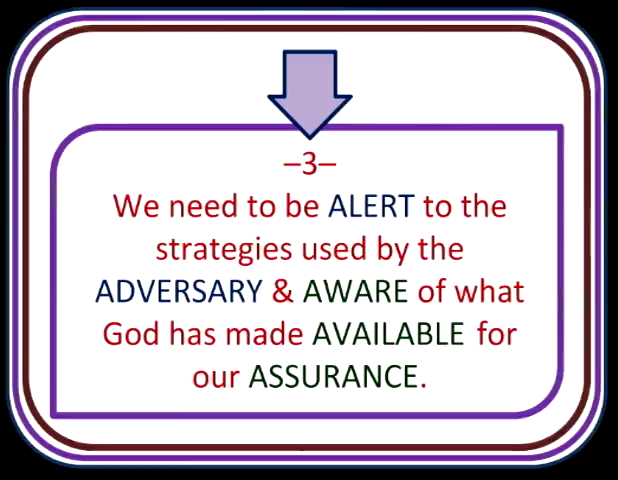 –3–
We need to be ALERT to the
strategies used by the
ADVERSARY & AWARE of what
God has made AVAILABLE for
our ASSURANCE.